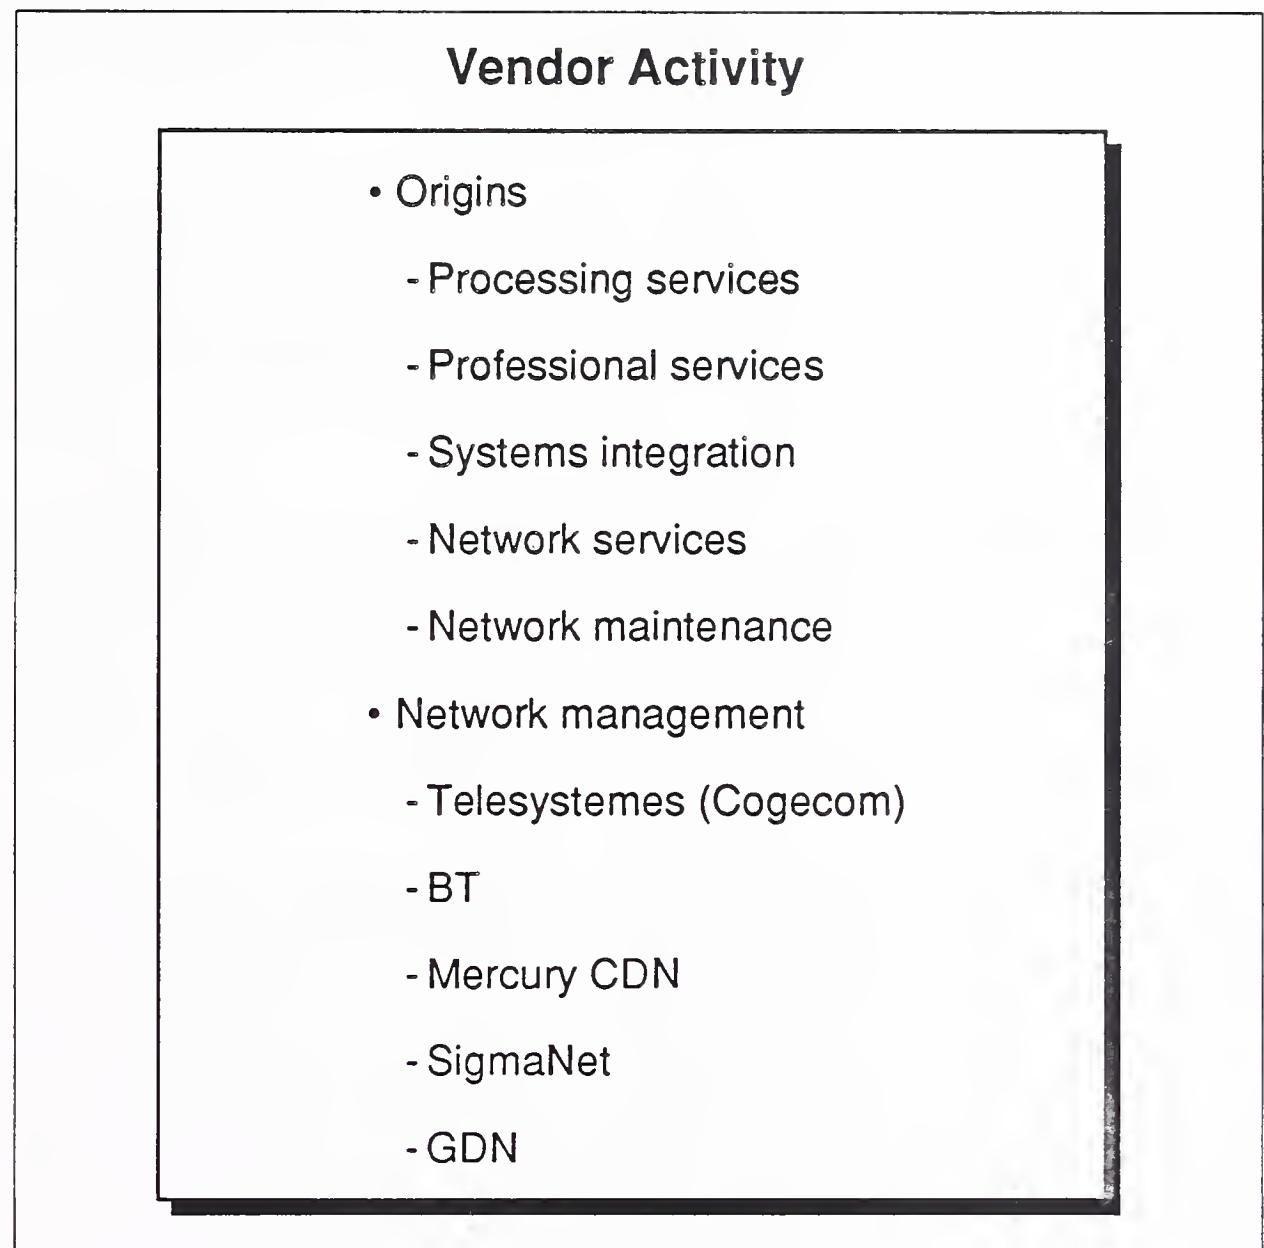 Vendor Activity
• Origins
- Processing services
- Professional services
- Systems integration
- Network services
- Network maintenance
• Network management
- Telesystemes (Cogecom)
- BT
- Mercury CDN
- SigmaNet
- GDN